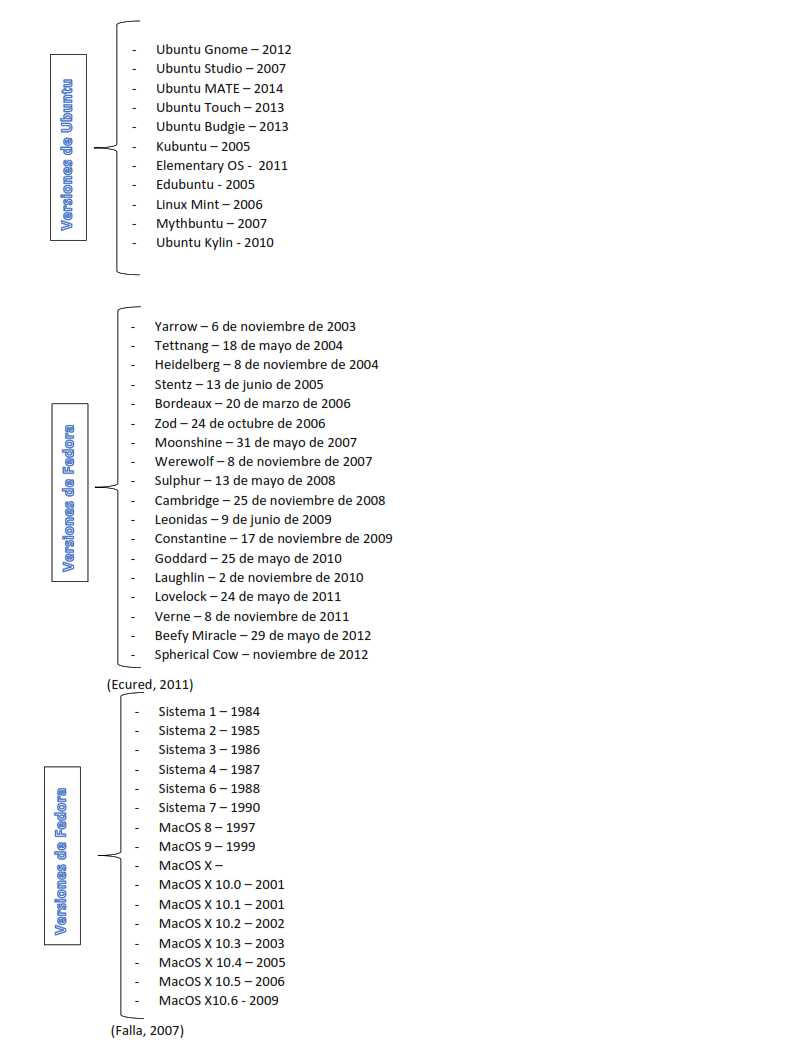 Versiones de Ubuntu
- Ubuntu Gnome – 2012
- Ubuntu Studio – 2007
- Ubuntu MATE – 2014
- Ubuntu Touch – 2013
- Ubuntu Budgie – 2013
- Kubuntu – 2005
- Elementary OS - 2011
- Edubuntu - 2005
- Linux Mint – 2006
- Mythbuntu – 2007
- Ubuntu Kylin - 2010
Versiones de Fedora
- Yarrow – 6 de noviembre de 2003
- Tettnang – 18 de mayo de 2004
- Heidelberg – 8 de noviembre de 2004
- Stentz – 13 de junio de 2005
- Bordeaux – 20 de marzo de 2006
- Zod – 24 de octubre de 2006
- Moonshine – 31 de mayo de 2007
- Werewolf – 8 de noviembre de 2007
- Sulphur – 13 de mayo de 2008
- Cambridge – 25 de noviembre de 2008
- Leonidas – 9 de junio de 2009
- Constantine – 17 de noviembre de 2009
- Goddard – 25 de mayo de 2010
- Laughlin – 2 de noviembre de 2010
- Lovelock – 24 de mayo de 2011
- Verne – 8 de noviembre de 2011
- Beefy Miracle – 29 de mayo de 2012
- Spherical Cow – noviembre de 2012
(Ecured, 2011)
Versiones de Fedora
- Sistema 1 – 1984
- Sistema 2 – 1985
- Sistema 3 – 1986
- Sistema 4 – 1987
- Sistema 6 – 1988
- Sistema 7 – 1990
- MacOS 8 – 1997
- MacOS 9 – 1999
- MacOS X –
- MacOS X 10.0 – 2001
- MacOS X 10.1 – 2001
- MacOS X 10.2 – 2002
- MacOS X 10.3 – 2003
- MacOS X 10.4 – 2005
- MacOS X 10.5 – 2006
- MacOS X10.6 - 2009
(Falla, 2007)